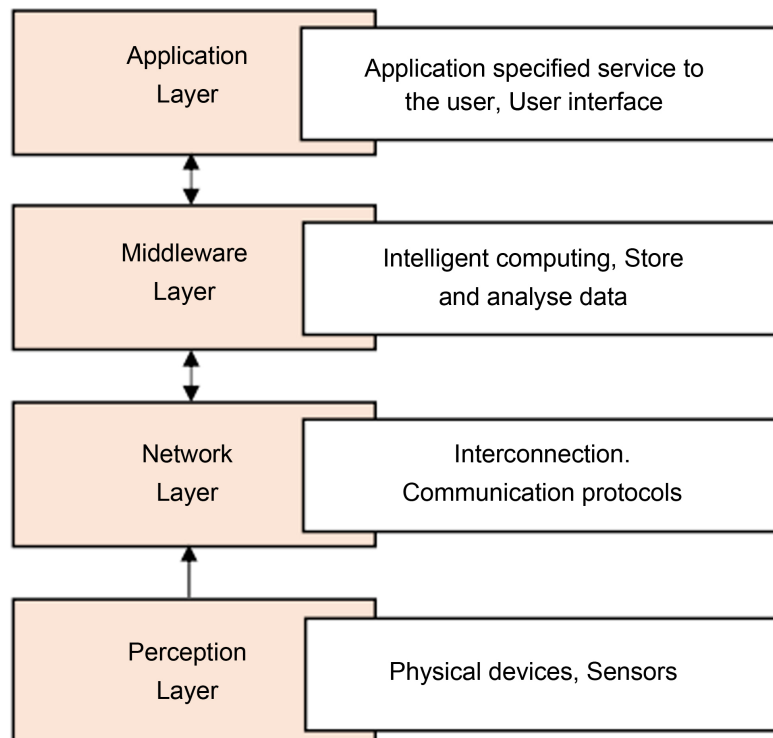 Application
Layer
Application specified service to
the user, User interface
Middleware
Layer
Intelligent computing, Store
and analyse data
Network
Layer
Interconnection.
Communication protocols
Perception
Layer
Physical devices, Sensors